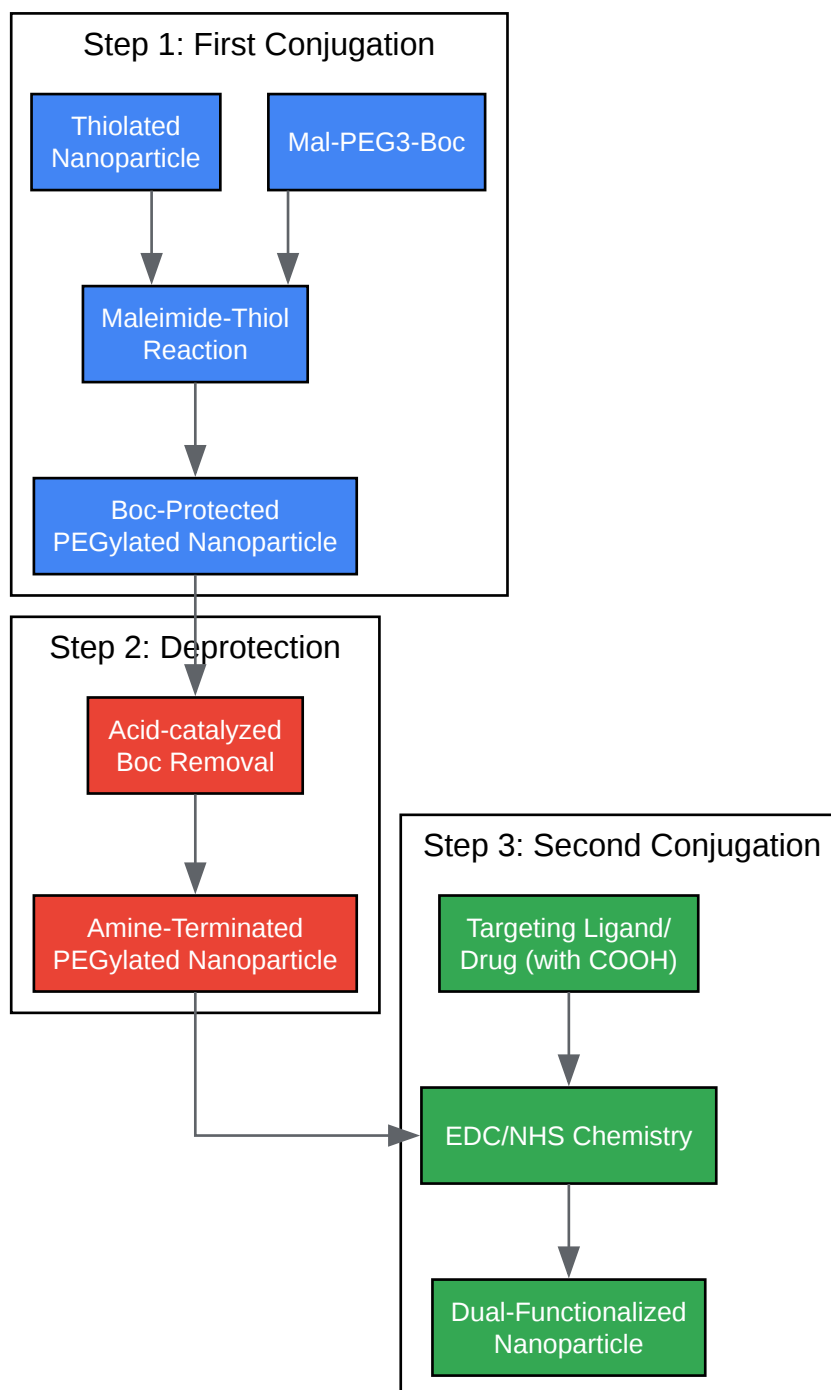 Step 1: First Conjugation
Thiolated
Nanoparticle
Mal-PEG3-Boc
Maleimide-Thiol
Reaction
Boc-Protected
PEGylated Nanoparticle
Step 2: Deprotection
Acid-catalyzed
Boc Removal
Amine-Terminated
PEGylated Nanoparticle
Step 3: Second Conjugation
Targeting Ligand/
Drug (with COOH)
EDC/NHS Chemistry
Dual-Functionalized
Nanoparticle